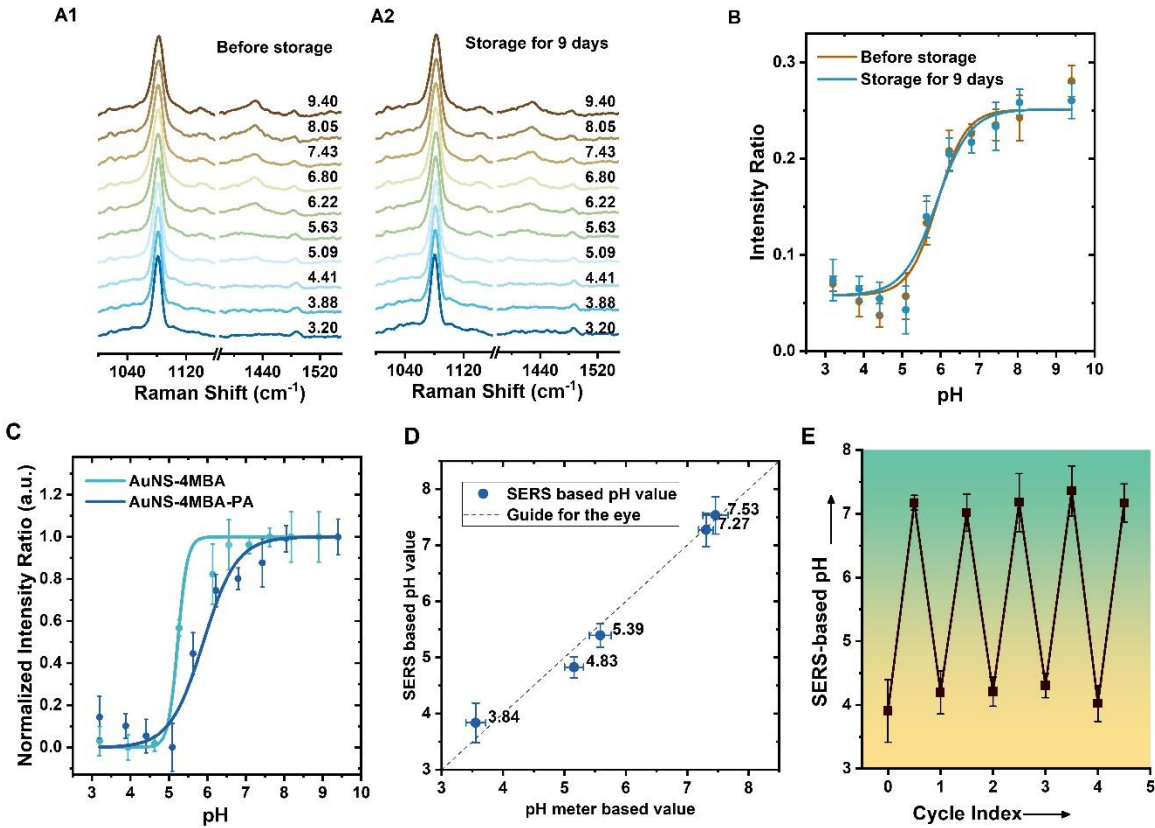 A1
Before storage
9.40
8.05
7.43
6.80
6.22
5.63
5.09
4.41
3.88
3.20
1040 1120 1440 1520
Raman Shift (cm⁻¹)
A2
Storage for 9 days
9.40
8.05
7.43
6.80
6.22
5.63
5.09
4.41
3.88
3.20
1040 1120 1440 1520
Raman Shift (cm⁻¹)
B
Before storage
Storage for 9 days
Intensity Ratio
0.3
0.2
0.1
0.0
3 4 5 6 7 8 9 10
pH
C
AuNS-4MBA
AuNS-4MBA-PA
Normalized Intensity Ratio (a.u.)
1.2
1.0
0.8
0.6
0.4
0.2
0.0
3 4 5 6 7 8 9 10
pH
D
SERS based pH value
Guide for the eye
SERS based pH value
8
7
6
5
4
3
7.53
7.27
5.39
4.83
3.84
3 4 5 6 7 8
pH meter based value
E
SERS-based pH
8
7
6
5
4
3
0 1 2 3 4 5
Cycle Index